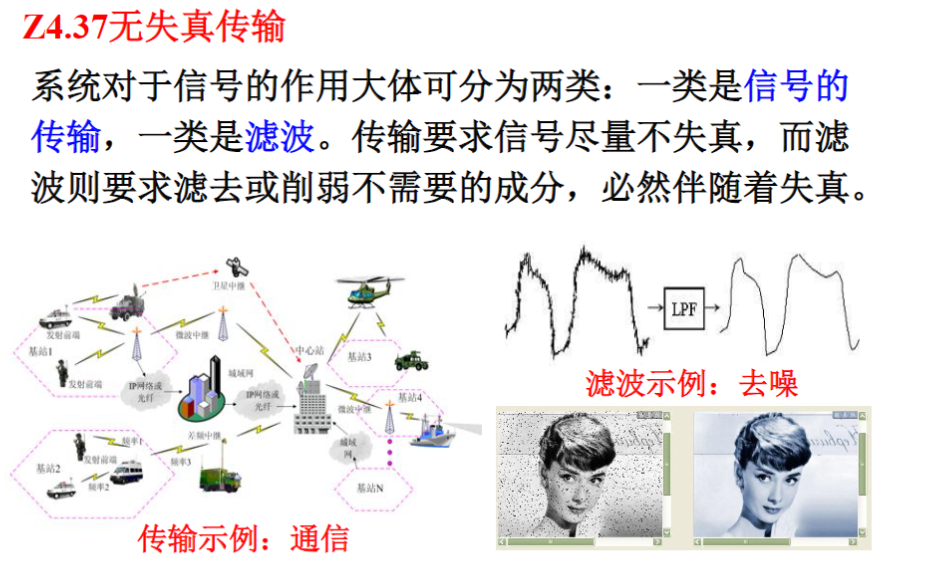 Z4.37无失真传输
系统对于信号的作用大体可分为两类：一类是信号的
传输，一类是滤波。传输要求信号尽量不失真，而滤
波则要求滤去或削弱不需要的成分，必然伴随着失真。
卫星中继
发射前端
基站1
发射前端
微波中继
IP网络或
光纤
城域网
IP网络或
光纤
中心站
基站3
微波中继
基站4
差频中继
城域
网
基站N
基站2
频率1
发射前端
频率2
频率3
传输示例：通信
LPF
滤波示例：去噪